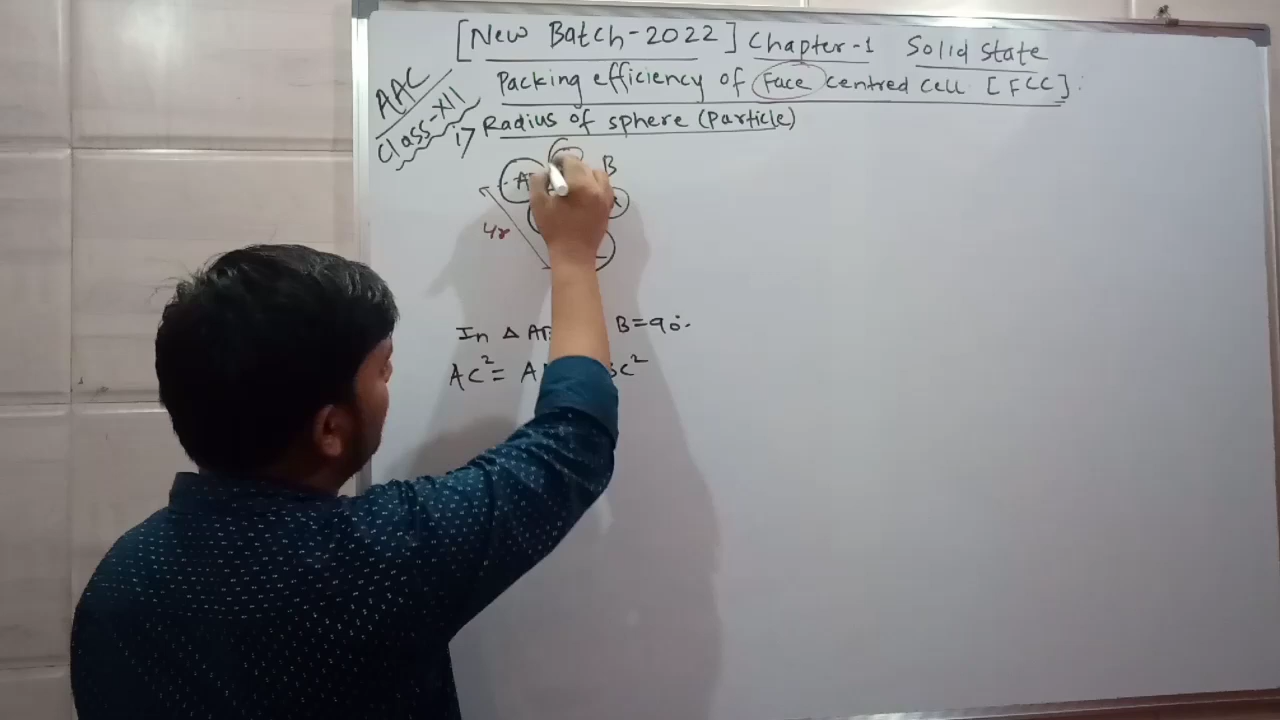 [New Batch-2022] Chapter-1 Solid State
AAC
Class-XII
Packing efficiency of Face centred cell [FCC]:
i) Radius of sphere (Particle)
A B
4r
In Δ B=90°.
AC²= A C²